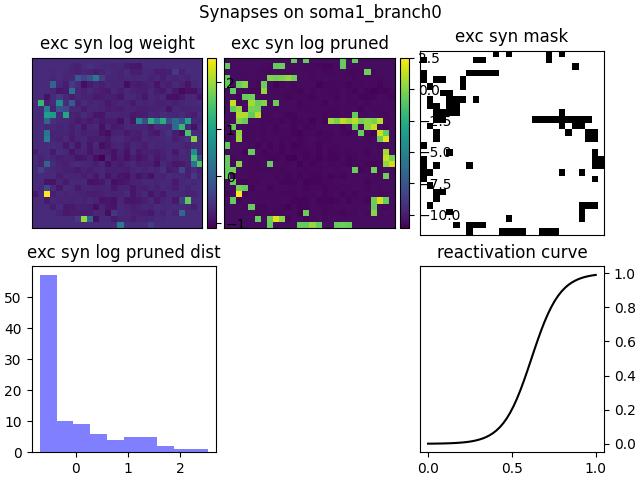 Synapses on soma1_branch0
exc syn log weight
exc syn log pruned
exc syn mask
2.5
0.0
−2.5
−5.0
−7.5
−10.0
exc syn log pruned dist
reactivation curve
50
40
30
20
10
0
0 1 2
1.0
0.8
0.6
0.4
0.2
0.0
0.0 0.5 1.0